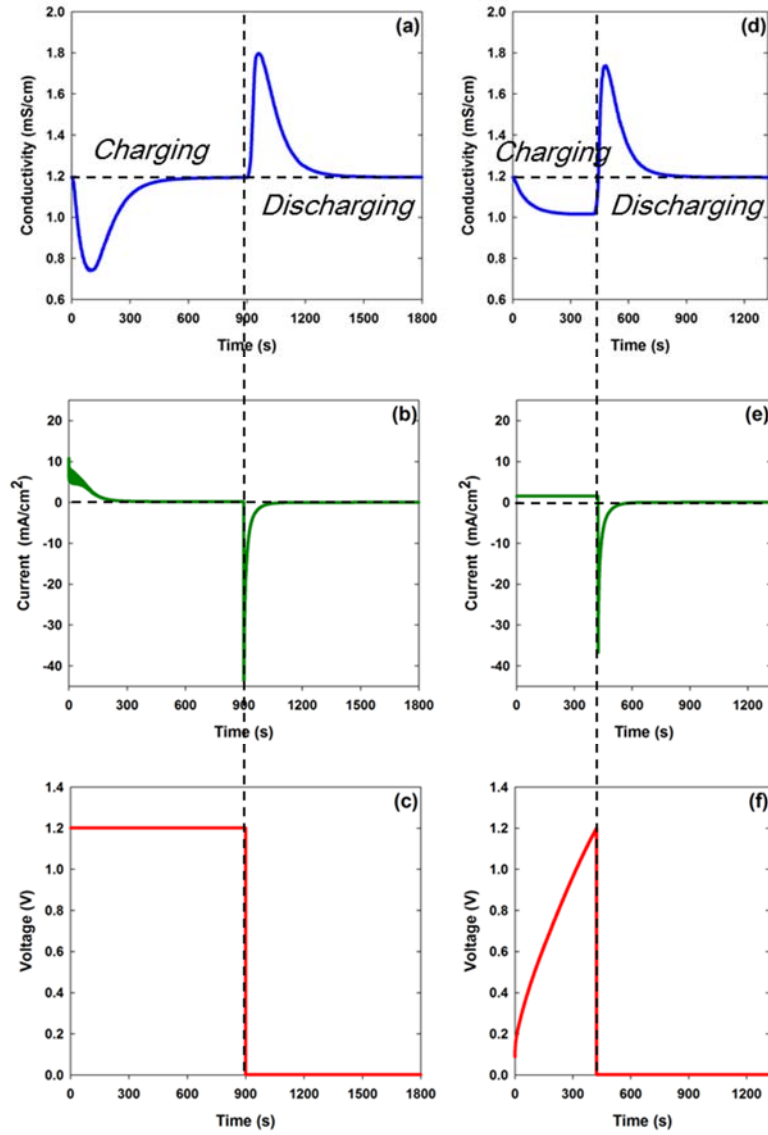 (a)
2.0
1.8
1.6
1.4
1.2
1.0
0.8
0.6
Conductivity (mS/cm)
Charging
Discharging
0 300 600 900 1200 1500 1800
Time (s)
(d)
2.0
1.8
1.6
1.4
1.2
1.0
0.8
0.6
Conductivity (mS/cm)
Charging
Discharging
0 300 600 900 1200
Time (s)
(b)
20
10
0
-10
-20
-30
-40
Current (mA/cm²)
0 300 600 900 1200 1500 1800
Time (s)
(e)
20
10
0
-10
-20
-30
-40
Current (mA/cm²)
0 300 600 900 1200
Time (s)
(c)
1.4
1.2
1.0
0.8
0.6
0.4
0.2
0.0
Voltage (V)
0 300 600 900 1200 1500 1800
Time (s)
(f)
1.4
1.2
1.0
0.8
0.6
0.4
0.2
0.0
Voltage (V)
0 300 600 900 1200
Time (s)